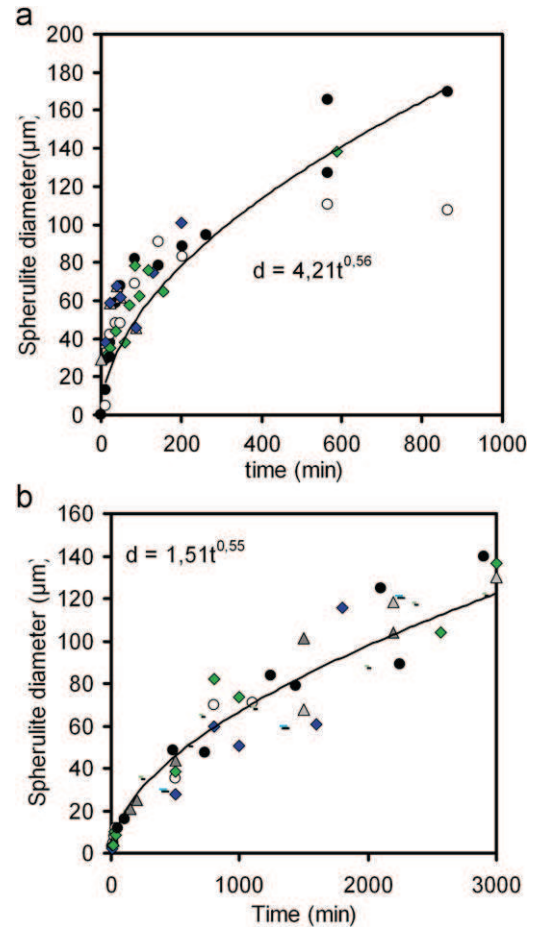 a
200
180
160
140
120
100
80
60
40
20
0
Spherulite diameter(µm)
d = 4,21t0,56
0 200 400 600 800 1000
time (min)
b
160
140
120
100
80
60
40
20
0
Spherulite diameter (µm)
d = 1,51t0,55
0 1000 2000 3000
Time (min)